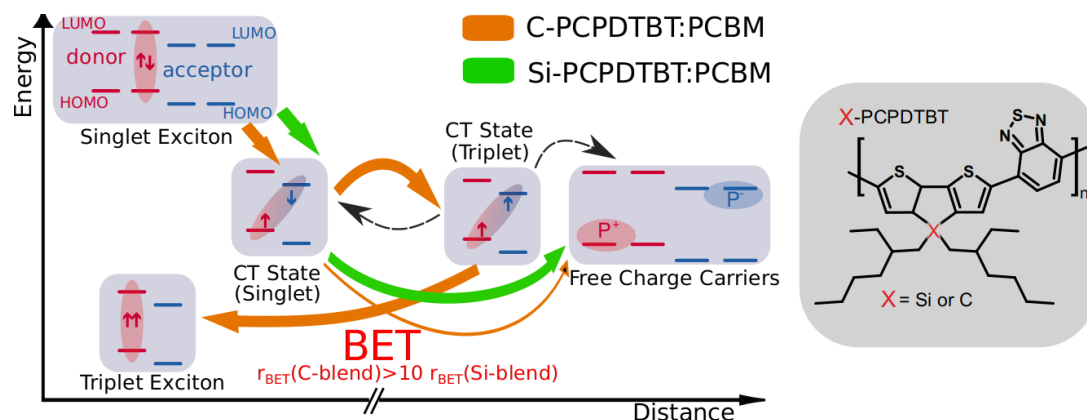 Energy
LUMO
LUMO
donor
acceptor
HOMO
HOMO
Singlet Exciton
C-PCPDTBT:PCBM
Si-PCPDTBT:PCBM
CT State
(Triplet)
CT State
(Singlet)
P⁺
P⁻
Free Charge Carriers
Triplet Exciton
BET
r_BET(C-blend)>10 r_BET(Si-blend)
Distance
X-PCPDTBT
S
N
N
S
S
n
X
X = Si or C